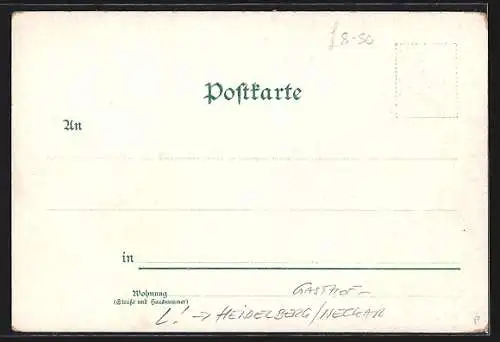 £ 8-50
Postkarte
An
in
Wohnung
(Straße und Hausnummer)
GASTHOF -
L! → HEIDELBERG/NECKAR